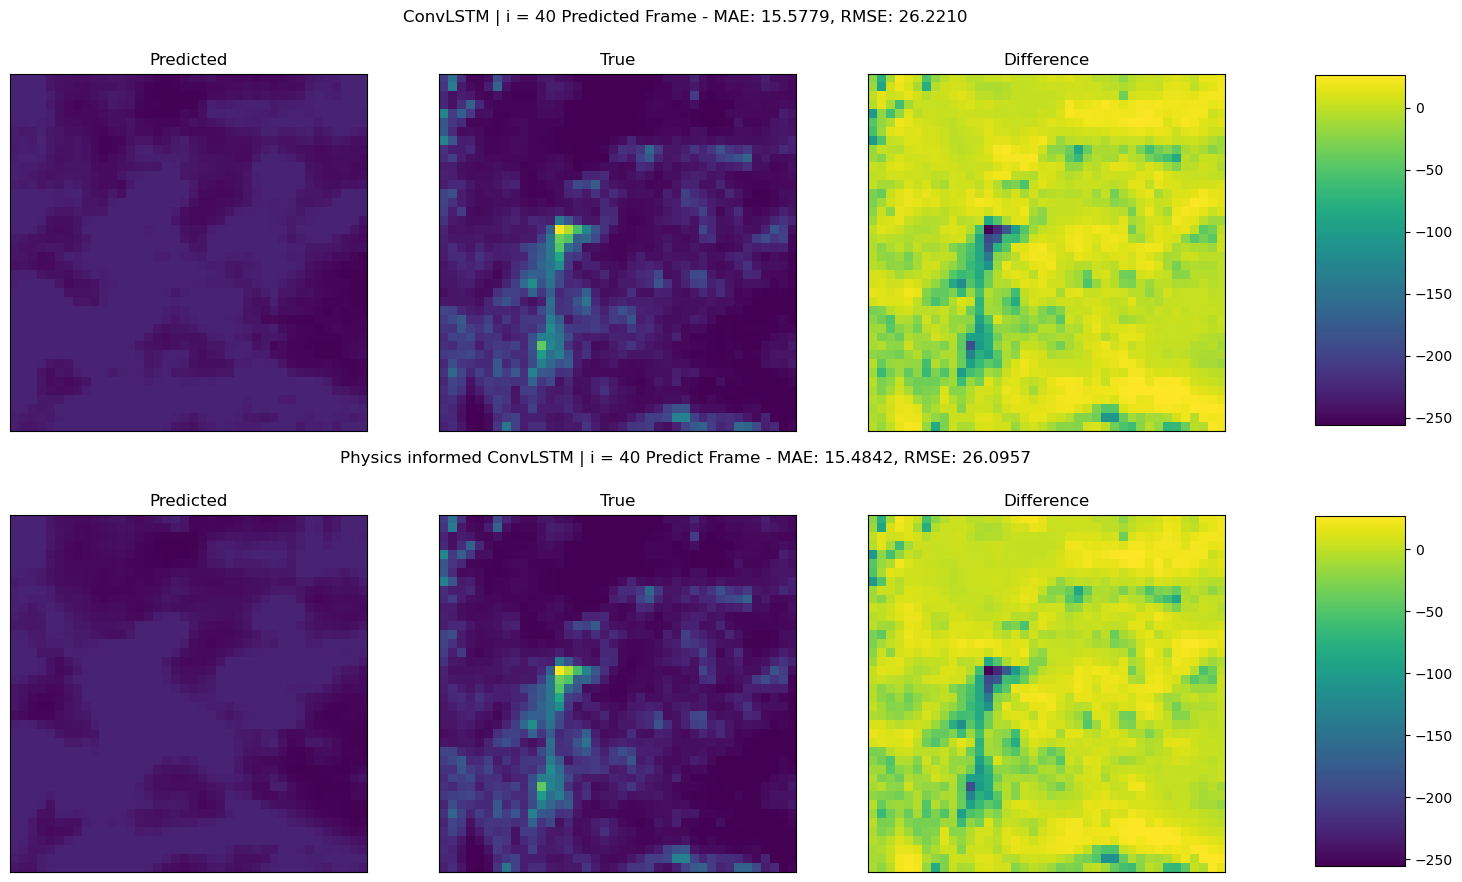 ConvLSTM | i = 40 Predicted Frame - MAE: 15.5779, RMSE: 26.2210
Predicted
True
Difference
0
−50
−100
−150
−200
−250
Physics informed ConvLSTM | i = 40 Predict Frame - MAE: 15.4842, RMSE: 26.0957
Predicted
True
Difference
0
−50
−100
−150
−200
−250